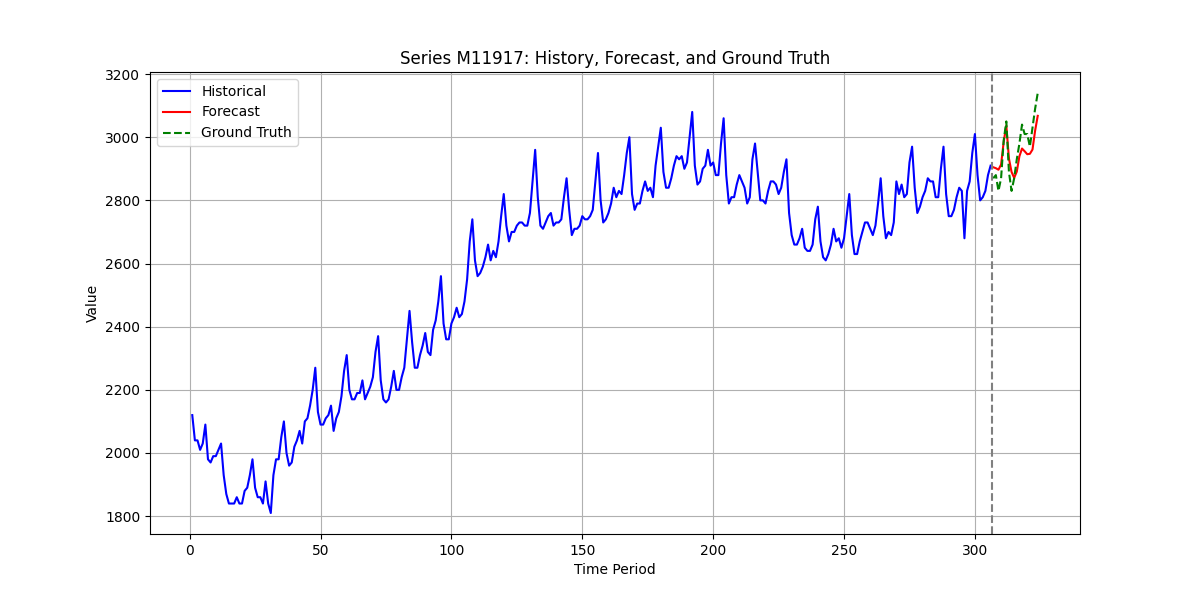 Series M11917: History, Forecast, and Ground Truth
Historical
Forecast
Ground Truth
3200
3000
2800
2600
2400
2200
2000
1800
Value
0 50 100 150 200 250 300
Time Period